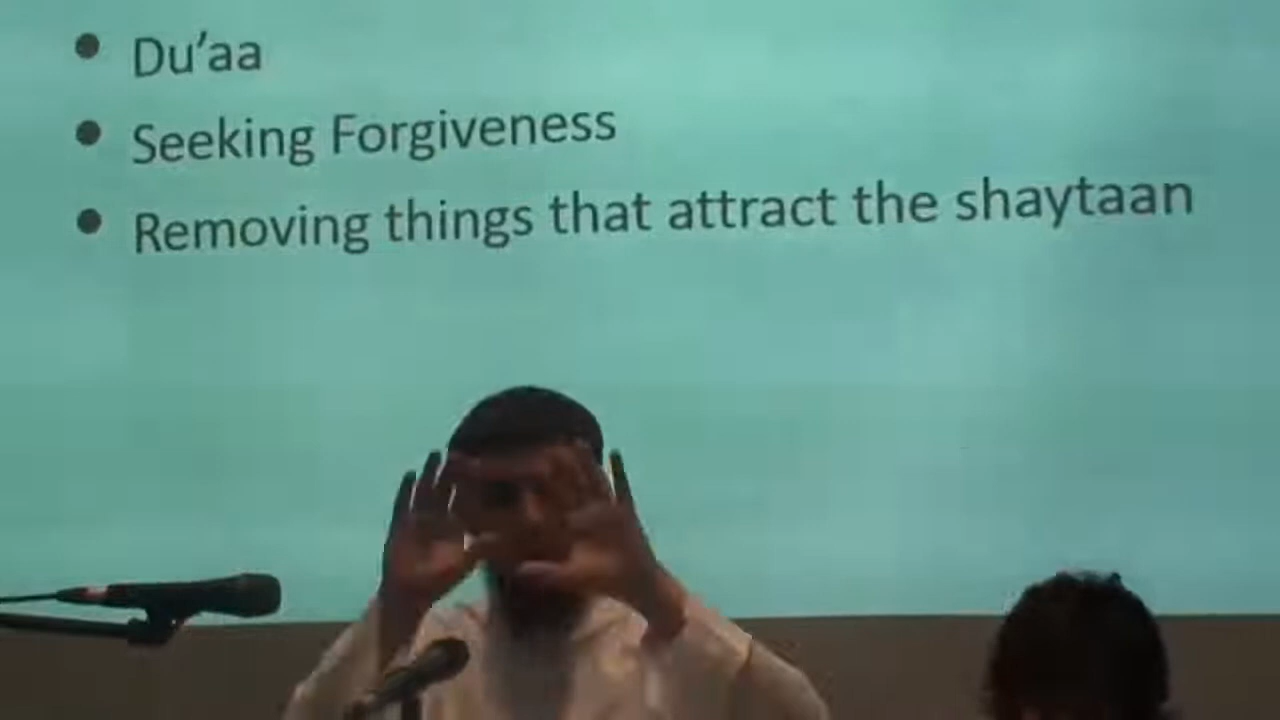 • Du'aa
• Seeking Forgiveness
• Removing things that attract the shaytaan